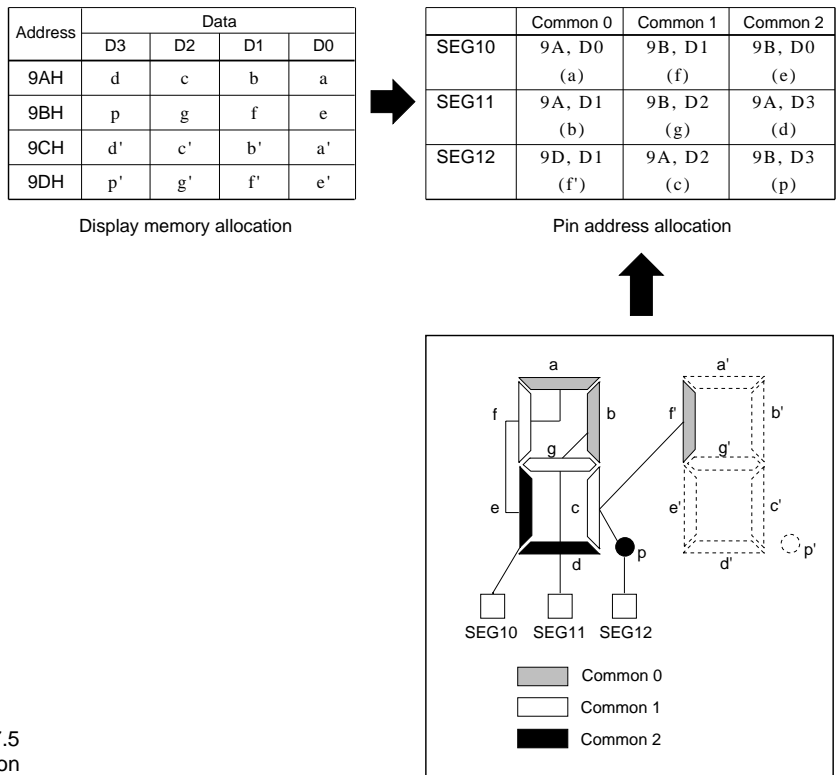 Address Data
D3 D2 D1 D0
9AH d c b a
9BH p g f e
9CH d' c' b' a'
9DH p' g' f' e'
Display memory allocation
Common 0 Common 1 Common 2
SEG10 9A, D0 9B, D1 9B, D0
(a) (f) (e)
SEG11 9A, D1 9B, D2 9A, D3
(b) (g) (d)
SEG12 9D, D1 9A, D2 9B, D3
(f') (c) (p)
Pin address allocation
a a'
f b f' b'
g g'
e c e' c'
p p'
d d'
SEG10 SEG11 SEG12
Common 0
Common 1
Common 2
.5
on